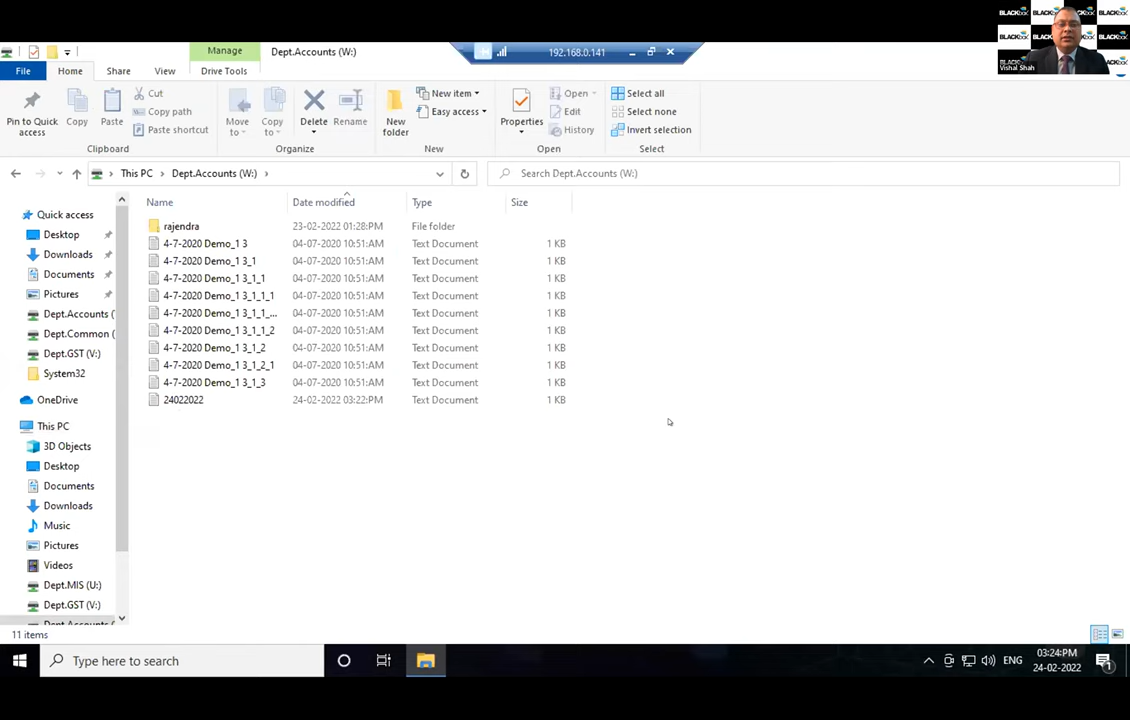 BLACKbox BLACKbox BLACKbox
BLACKbox BLACKbox
BLACKbox
Vishal Shah
Manage
Dept.Accounts (W:)
192.168.0.141
File
Home
Share
View
Drive Tools
Pin to Quick access
Copy
Paste
Cut
Copy path
Paste shortcut
Move to
Copy to
Delete
Rename
New folder
New item
Easy access
Properties
Open
Edit
History
Select all
Select none
Invert selection
Clipboard
Organize
New
Open
Select
This PC
Dept.Accounts (W:)
Search Dept.Accounts (W:)
Name
Date modified
Type
Size
rajendra 23-02-2022 01:28:PM File folder
4-7-2020 Demo_1 3 04-07-2020 10:51:AM Text Document 1 KB
4-7-2020 Demo_1 3_1 04-07-2020 10:51:AM Text Document 1 KB
4-7-2020 Demo_1 3_1_1 04-07-2020 10:51:AM Text Document 1 KB
4-7-2020 Demo_1 3_1_1_1 04-07-2020 10:51:AM Text Document 1 KB
4-7-2020 Demo_1 3_1_1_... 04-07-2020 10:51:AM Text Document 1 KB
4-7-2020 Demo_1 3_1_1_2 04-07-2020 10:51:AM Text Document 1 KB
4-7-2020 Demo_1 3_1_2 04-07-2020 10:51:AM Text Document 1 KB
4-7-2020 Demo_1 3_1_2_1 04-07-2020 10:51:AM Text Document 1 KB
4-7-2020 Demo_1 3_1_3 04-07-2020 10:51:AM Text Document 1 KB
24022022 24-02-2022 03:22:PM Text Document 1 KB
Quick access
Desktop
Downloads
Documents
Pictures
Dept.Accounts (
Dept.Common (
Dept.GST (V:)
System32
OneDrive
This PC
3D Objects
Desktop
Documents
Downloads
Music
Pictures
Videos
Dept.MIS (U:)
Dept.GST (V:)
Dept.Accounts (
11 items
Type here to search
ENG
03:24:PM
24-02-2022
1